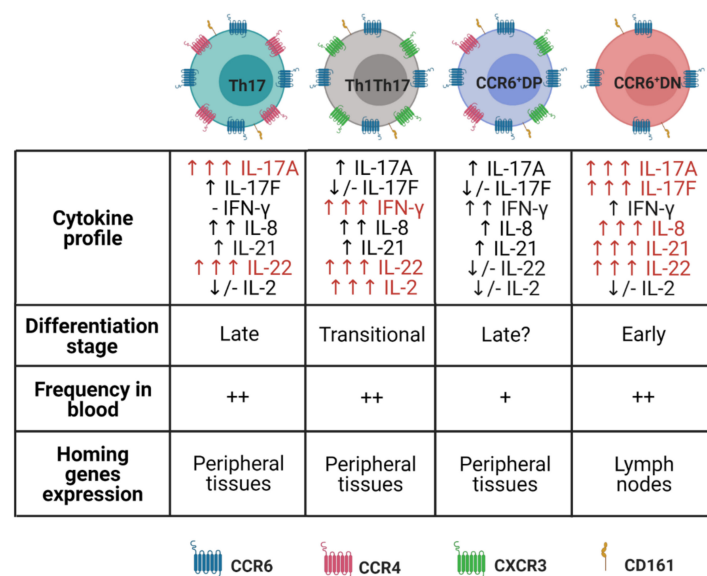 Th17 Th1Th17 CCR6⁺DP CCR6⁺DN
Cytokine
profile
↑ ↑ ↑ IL-17A
↑ IL-17F
- IFN-γ
↑ ↑ IL-8
↑ IL-21
↑ ↑ ↑ IL-22
↓/- IL-2
↑ IL-17A
↓/- IL-17F
↑ ↑ ↑ IFN-γ
↑ ↑ IL-8
↑ IL-21
↑ ↑ ↑ IL-22
↑ ↑ ↑ IL-2
↑ IL-17A
↓/- IL-17F
↑ ↑ IFN-γ
↑ IL-8
↑ IL-21
↓/- IL-22
↓/- IL-2
↑ ↑ ↑ IL-17A
↑ ↑ ↑ IL-17F
↑ IFN-γ
↑ ↑ ↑ IL-8
↑ ↑ ↑ IL-21
↑ ↑ ↑ IL-22
↓/- IL-2
Differentiation
stage
Late
Transitional
Late?
Early
Frequency in
blood
++
++
+
++
Homing
genes
expression
Peripheral
tissues
Peripheral
tissues
Peripheral
tissues
Lymph
nodes
CCR6 CCR4 CXCR3 CD161